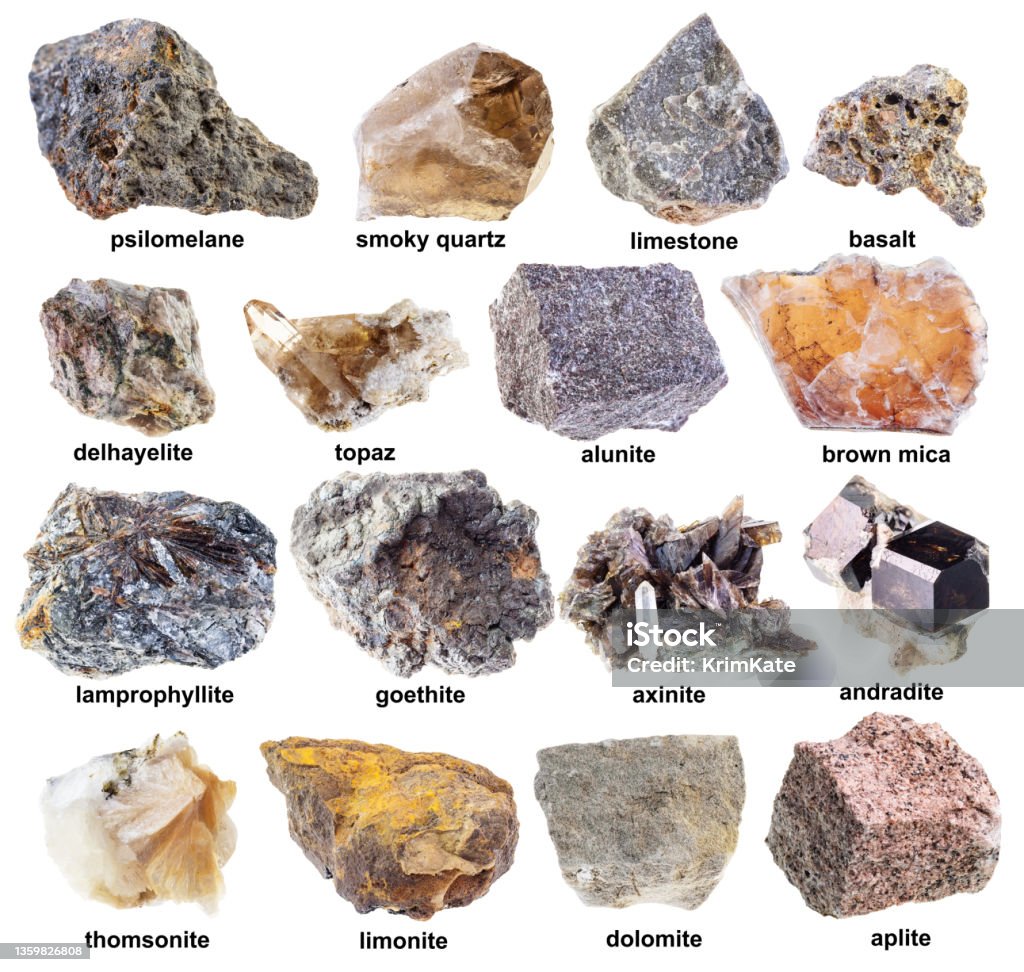 psilomelane
smoky quartz
limestone
basalt
delhayelite
topaz
alunite
brown mica
lamprophyllite
goethite
axinite
andradite
iStock™
Credit: KrimKate
thomsonite
limonite
dolomite
aplite
1359826808